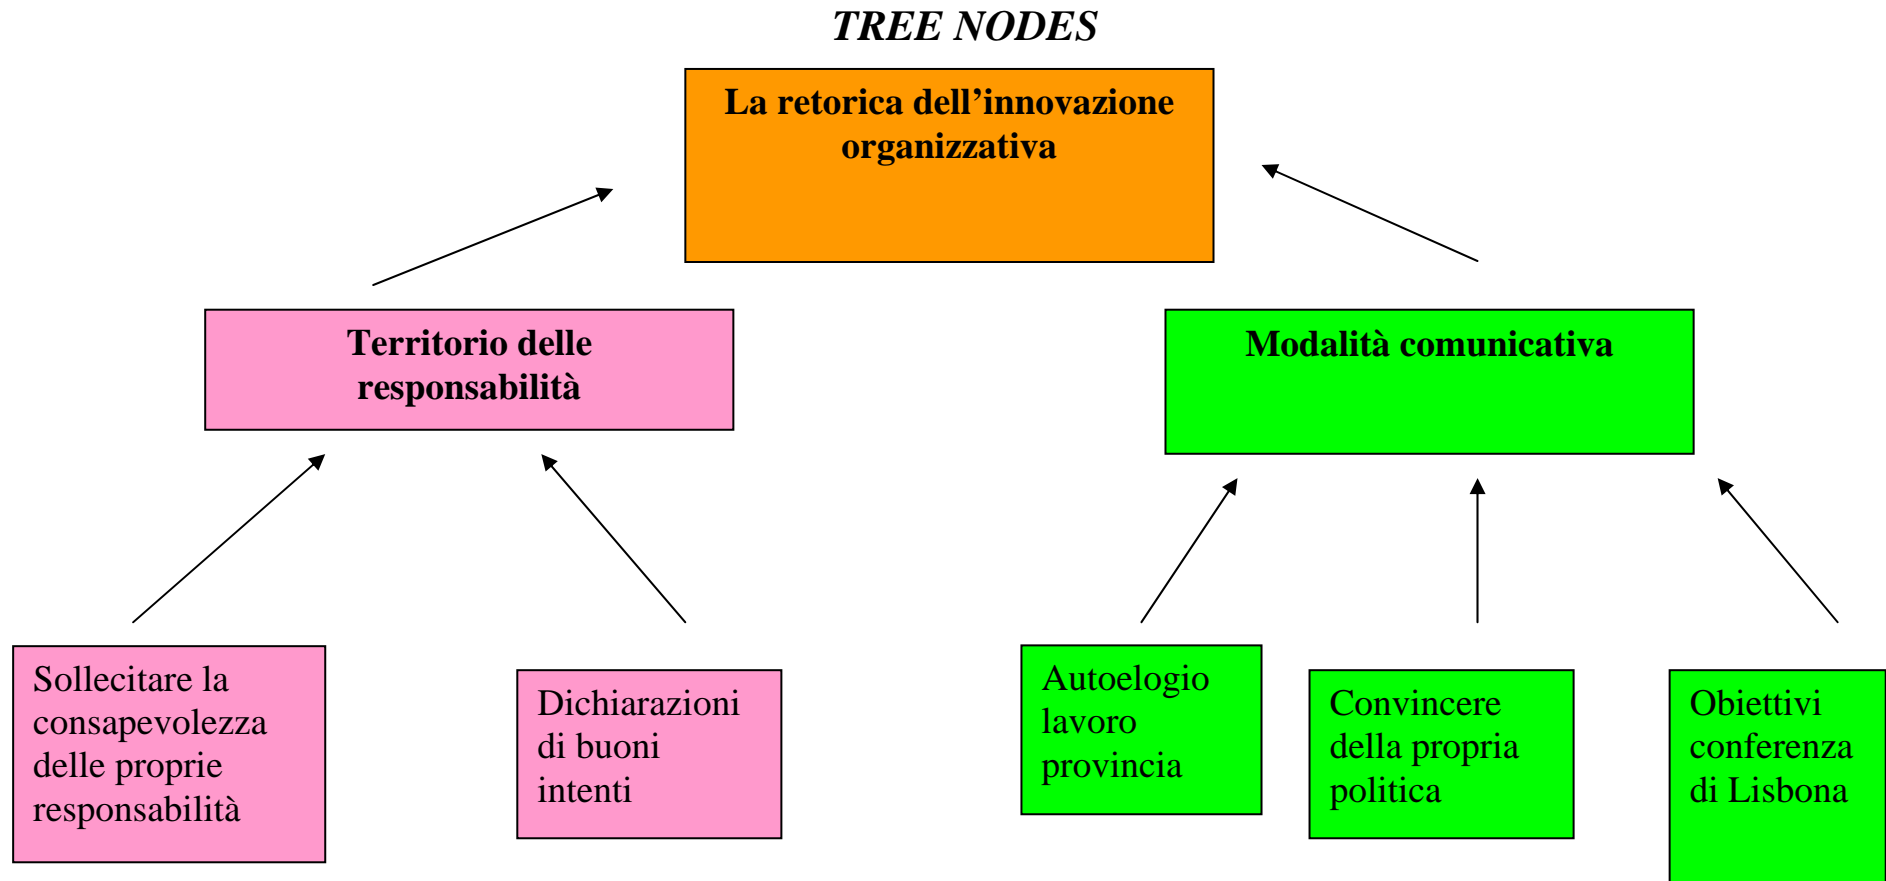 TREE NODES
La retorica dell’innovazione
organizzativa
Territorio delle
responsabilità
Modalità comunicativa
Sollecitare la
consapevolezza
delle proprie
responsabilità
Dichiarazioni
di buoni
intenti
Autoelogio
lavoro
provincia
Convincere
della propria
politica
Obiettivi
conferenza
di Lisbona